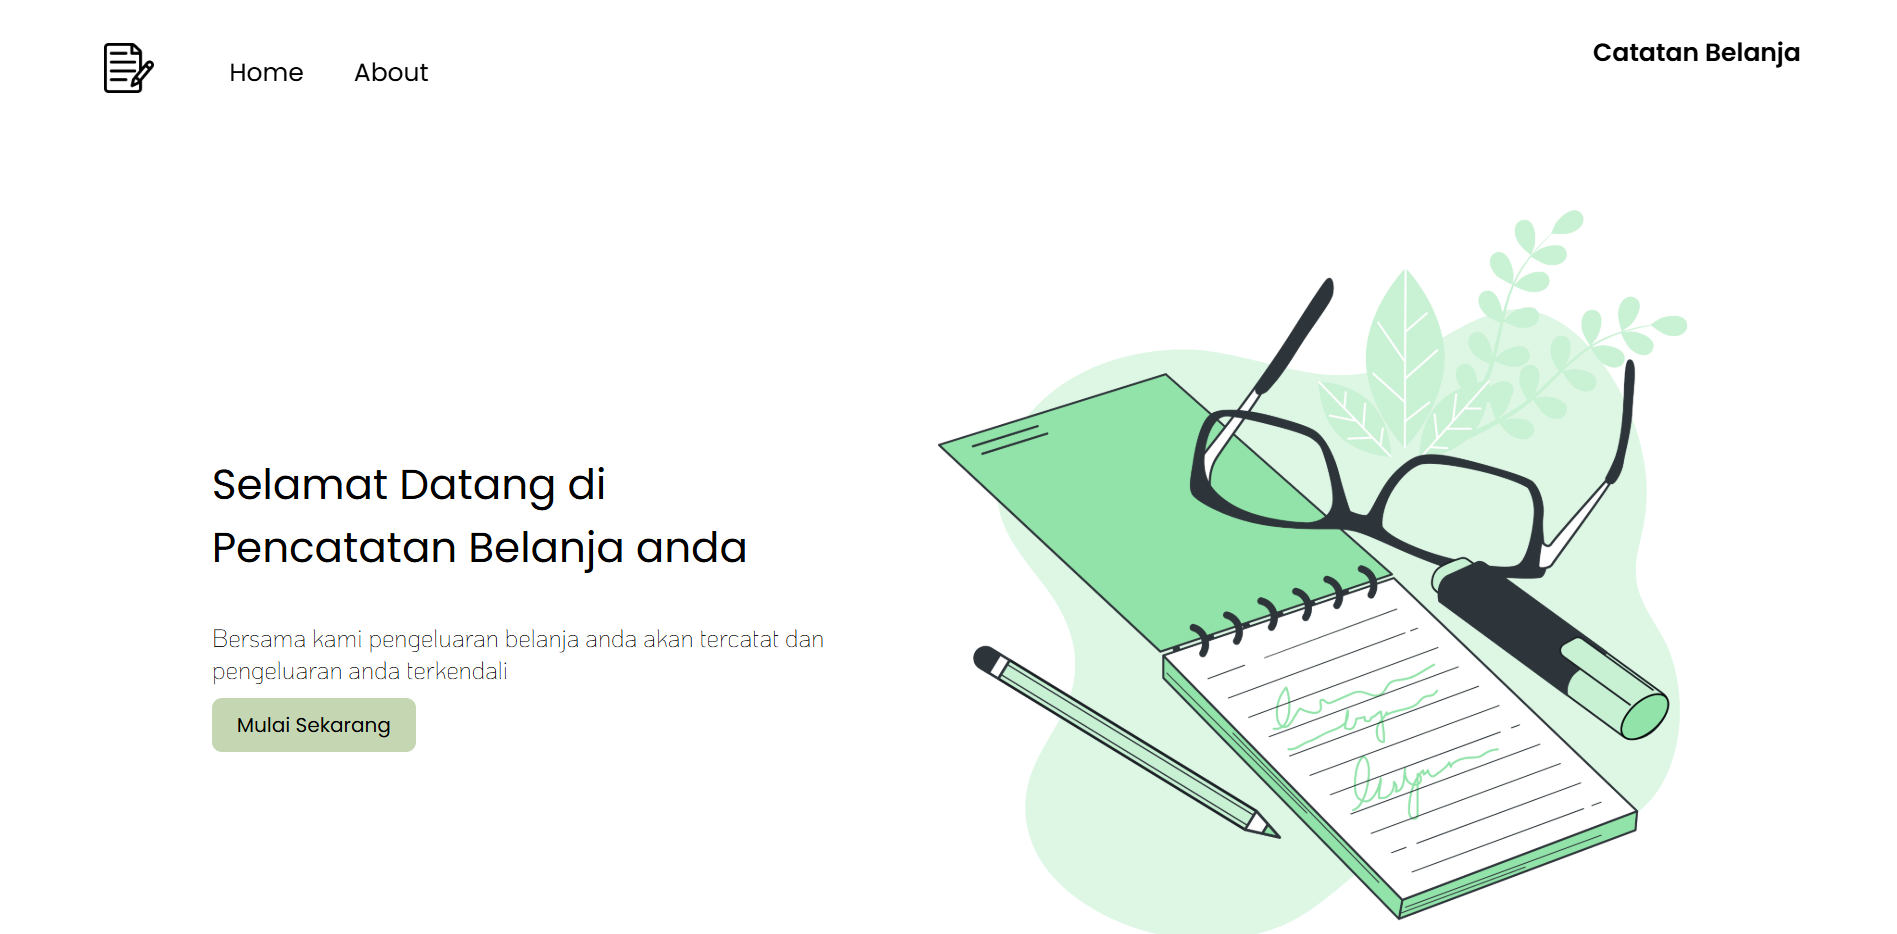 Home
About
Catatan Belanja
Selamat Datang di
Pencatatan Belanja anda
Bersama kami pengeluaran belanja anda akan tercatat dan
pengeluaran anda terkendali
Mulai Sekarang